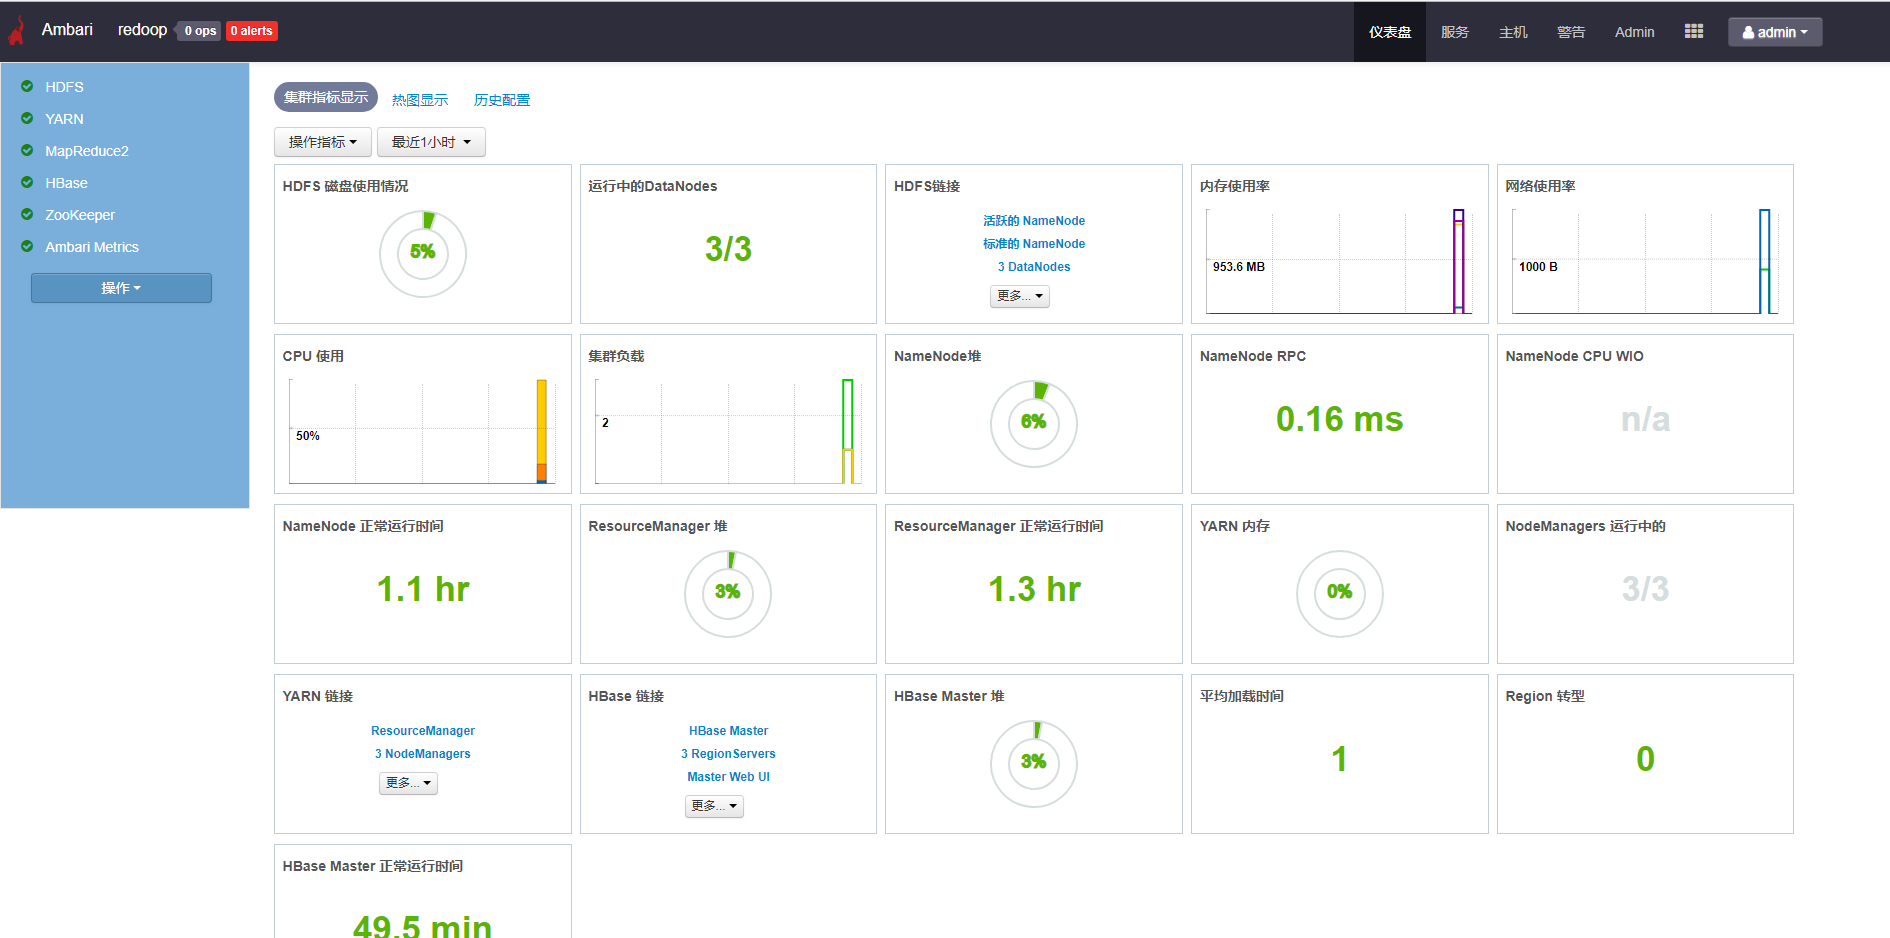 Ambari redoop 0 ops 0 alerts 仪表盘 服务 主机 警告 Admin admin
HDFS
YARN
MapReduce2
HBase
ZooKeeper
Ambari Metrics
操作
集群指标显示 热图显示 历史配置
操作指标 最近1小时
HDFS 磁盘使用情况
5%
运行中的DataNodes
3/3
HDFS链接
活跃的 NameNode
标准的 NameNode
3 DataNodes
更多...
内存使用率
953.6 MB
网络使用率
1000 B
CPU 使用
50%
集群负载
2
NameNode堆
6%
NameNode RPC
0.16 ms
NameNode CPU WIO
n/a
NameNode 正常运行时间
1.1 hr
ResourceManager 堆
3%
ResourceManager 正常运行时间
1.3 hr
YARN 内存
0%
NodeManagers 运行中的
3/3
YARN 链接
ResourceManager
3 NodeManagers
更多...
HBase 链接
HBase Master
3 RegionServers
Master Web UI
更多...
HBase Master 堆
3%
平均加载时间
1
Region 转型
0
HBase Master 正常运行时间
49.5 min